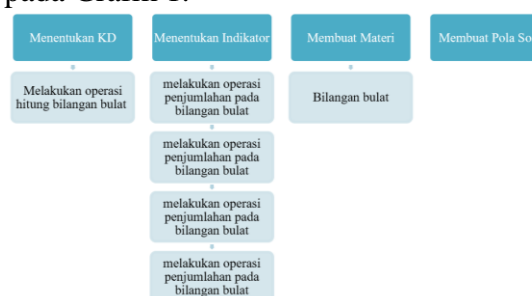 pada Grafik 1.
Menentukan KD
Menentukan Indikator
Membuat Materi
Membuat Pola So
Melakukan operasi
hitung bilangan bulat
melakukan operasi
penjumlahan pada
bilangan bulat
Bilangan bulat
melakukan operasi
penjumlahan pada
bilangan bulat
melakukan operasi
penjumlahan pada
bilangan bulat
melakukan operasi
penjumlahan pada
bilangan bulat